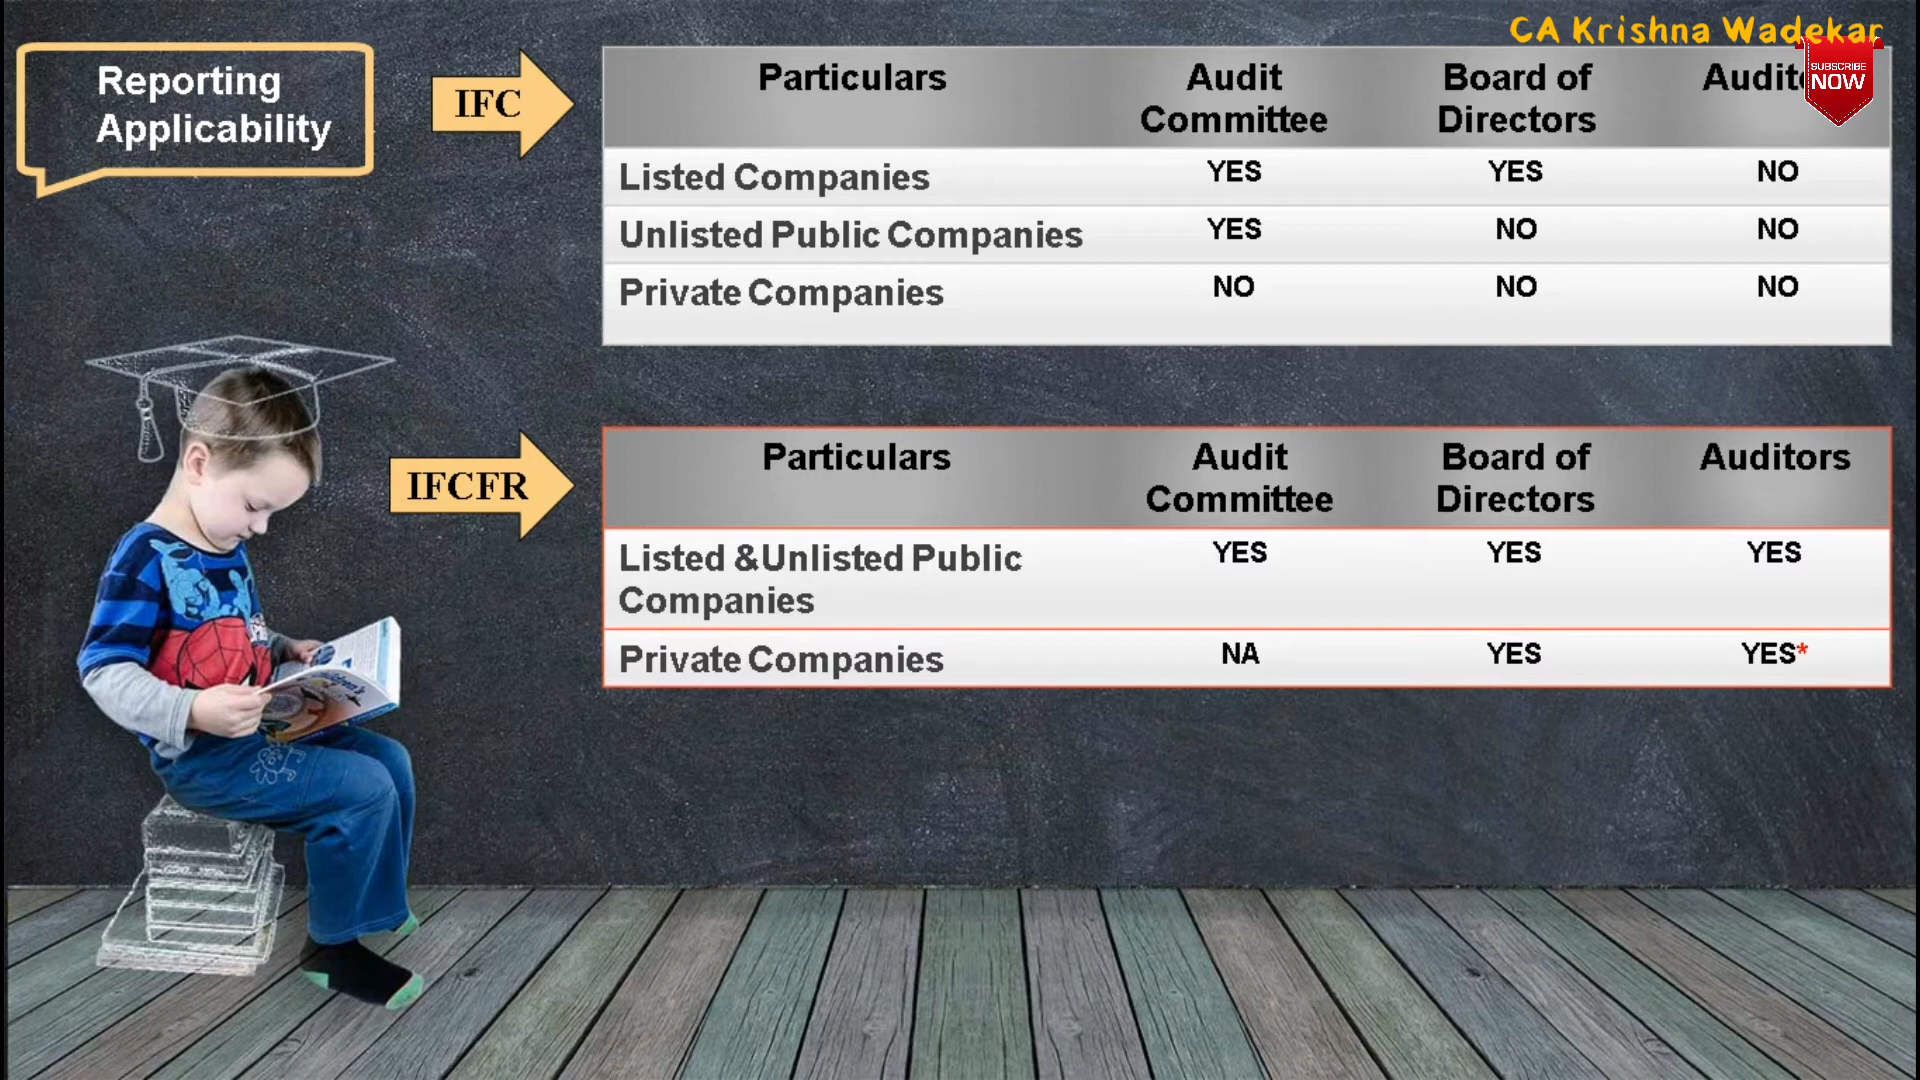 CA Krishna Wadekar
SUBSCRIBE
NOW
Reporting
Applicability
IFC
Particulars Audit Board of
Committee Directors
Listed Companies YES YES NO
Unlisted Public Companies YES NO NO
Private Companies NO NO NO
IFCFR
Particulars Audit Board of Auditors
Committee Directors
Listed &Unlisted Public YES YES YES
Companies
Private Companies NA YES YES*